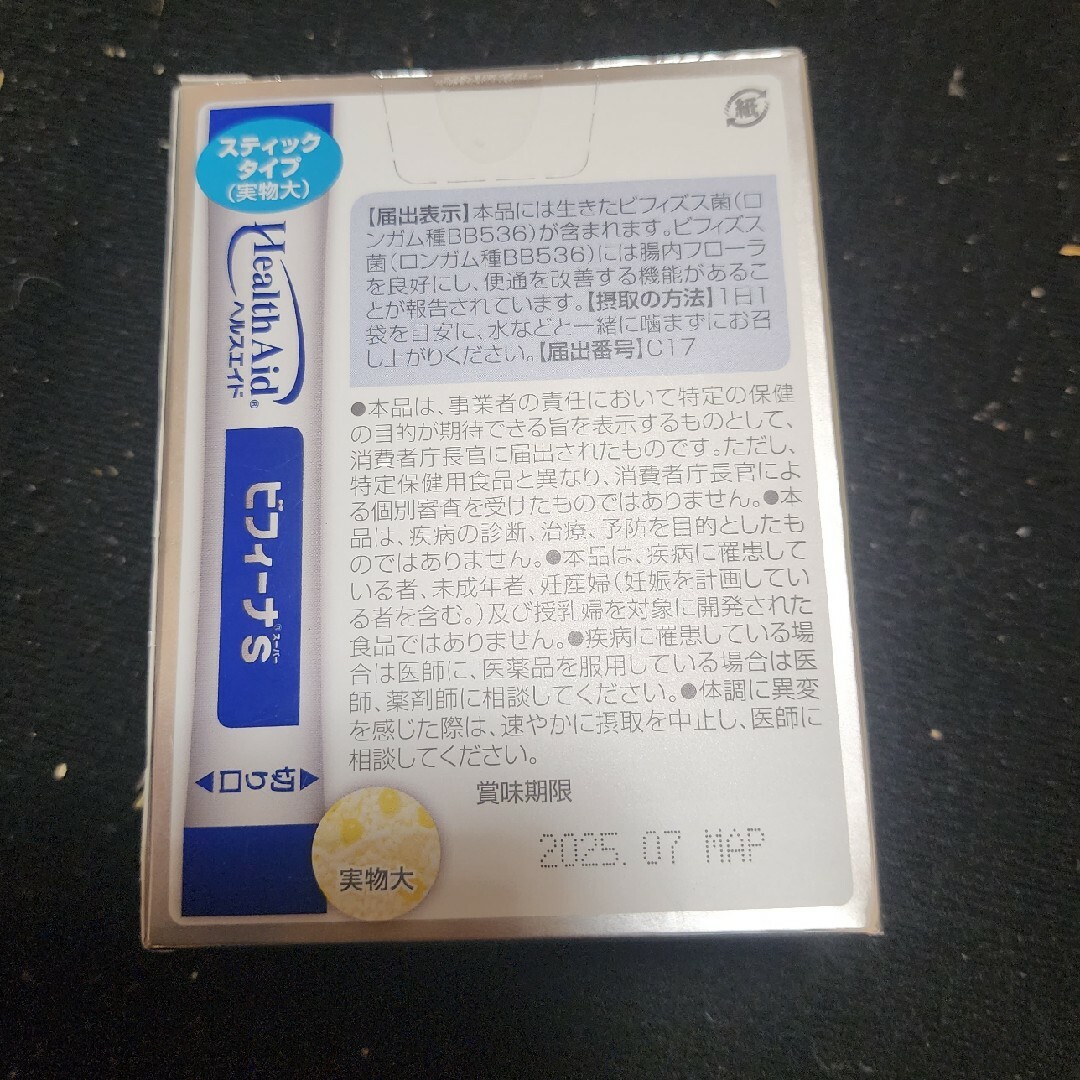 紙
スティック
タイプ
(実物大)
Health Aid®
ヘルスエイド
ビフィーナ®S
スーパー
切り口
実物大
【届出表示】本品には生きたビフィズス菌(ロ
ンガム種BB536)が含まれます。ビフィズス
菌(ロンガム種BB536)には腸内フローラ
を良好にし、便通を改善する機能があるこ
とが報告されています。【摂取の方法】1日1
袋を目安に、水などと一緒に噛まずにお召
し上がりください。【届出番号】C17
●本品は、事業者の責任において特定の保健
の目的が期待できる旨を表示するものとして、
消費者庁長官に届出されたものです。ただし、
特定保健用食品と異なり、消費者庁長官によ
る個別審査を受けたものではありません。●本
品は、疾病の診断、治療、予防を目的としたも
のではありません。●本品は、疾病に罹患して
いる者、未成年者、妊産婦(妊娠を計画してい
る者を含む。)及び授乳婦を対象に開発された
食品ではありません。●疾病に罹患している場
合は医師に、医薬品を服用している場合は医
師、薬剤師に相談してください。●体調に異変
を感じた際は、速やかに摂取を中止し、医師に
相談してください。
賞味期限
2025.07 MAP